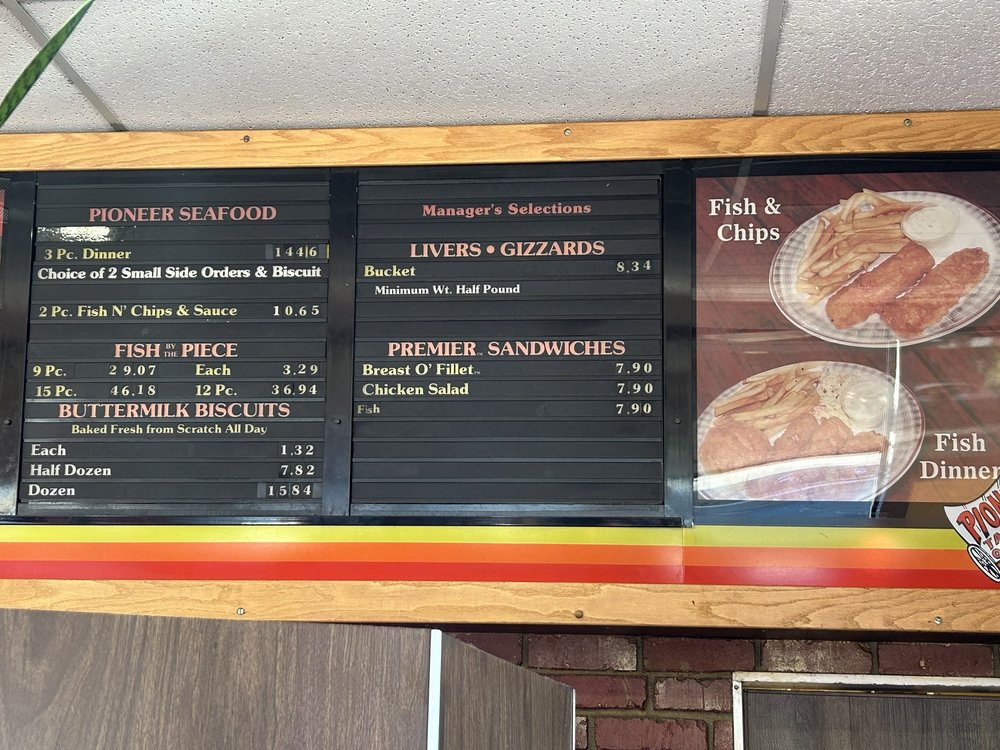 PIONEER SEAFOOD
3 Pc. Dinner 144|6
Choice of 2 Small Side Orders & Biscuit
2 Pc. Fish N' Chips & Sauce 10.65
FISH BY THE PIECE
9 Pc. 29.07 Each 3.29
15 Pc. 46.18 12 Pc. 36.94
BUTTERMILK BISCUITS
Baked Fresh from Scratch All Day
Each 1.32
Half Dozen 7.82
Dozen 15|84
Manager's Selections
LIVERS • GIZZARDS
Bucket 8.34
Minimum Wt. Half Pound
PREMIER™ SANDWICHES
Breast O' Fillet™ 7.90
Chicken Salad 7.90
Fish 7.90
Fish &
Chips
Fish
Dinner